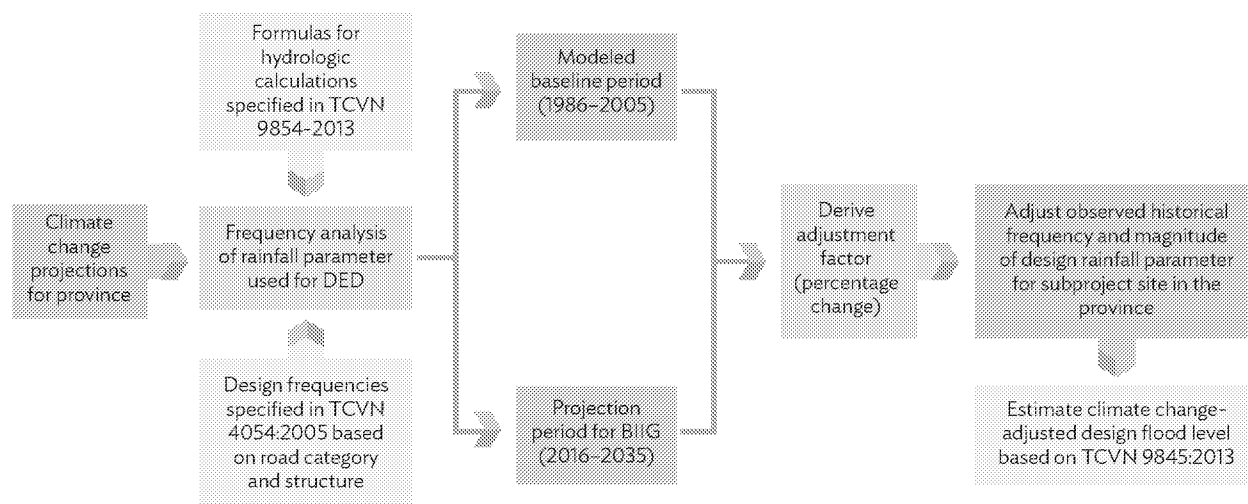 Formulas for
hydrologic
calculations
specified in TCVN
9854-2013
Climate
change
projections
for province
Frequency analysis
of rainfall parameter
used for DED
Design frequencies
specified in TCVN
4054:2005 based
on road category
and structure
Modeled
baseline period
(1986–2005)
Projection
period for BIIG
(2016–2035)
Derive
adjustment
factor
(percentage
change)
Adjust observed historical
frequency and magnitude
of design rainfall parameter
for subproject site in the
province
Estimate climate change-
adjusted design flood level
based on TCVN 9845:2013